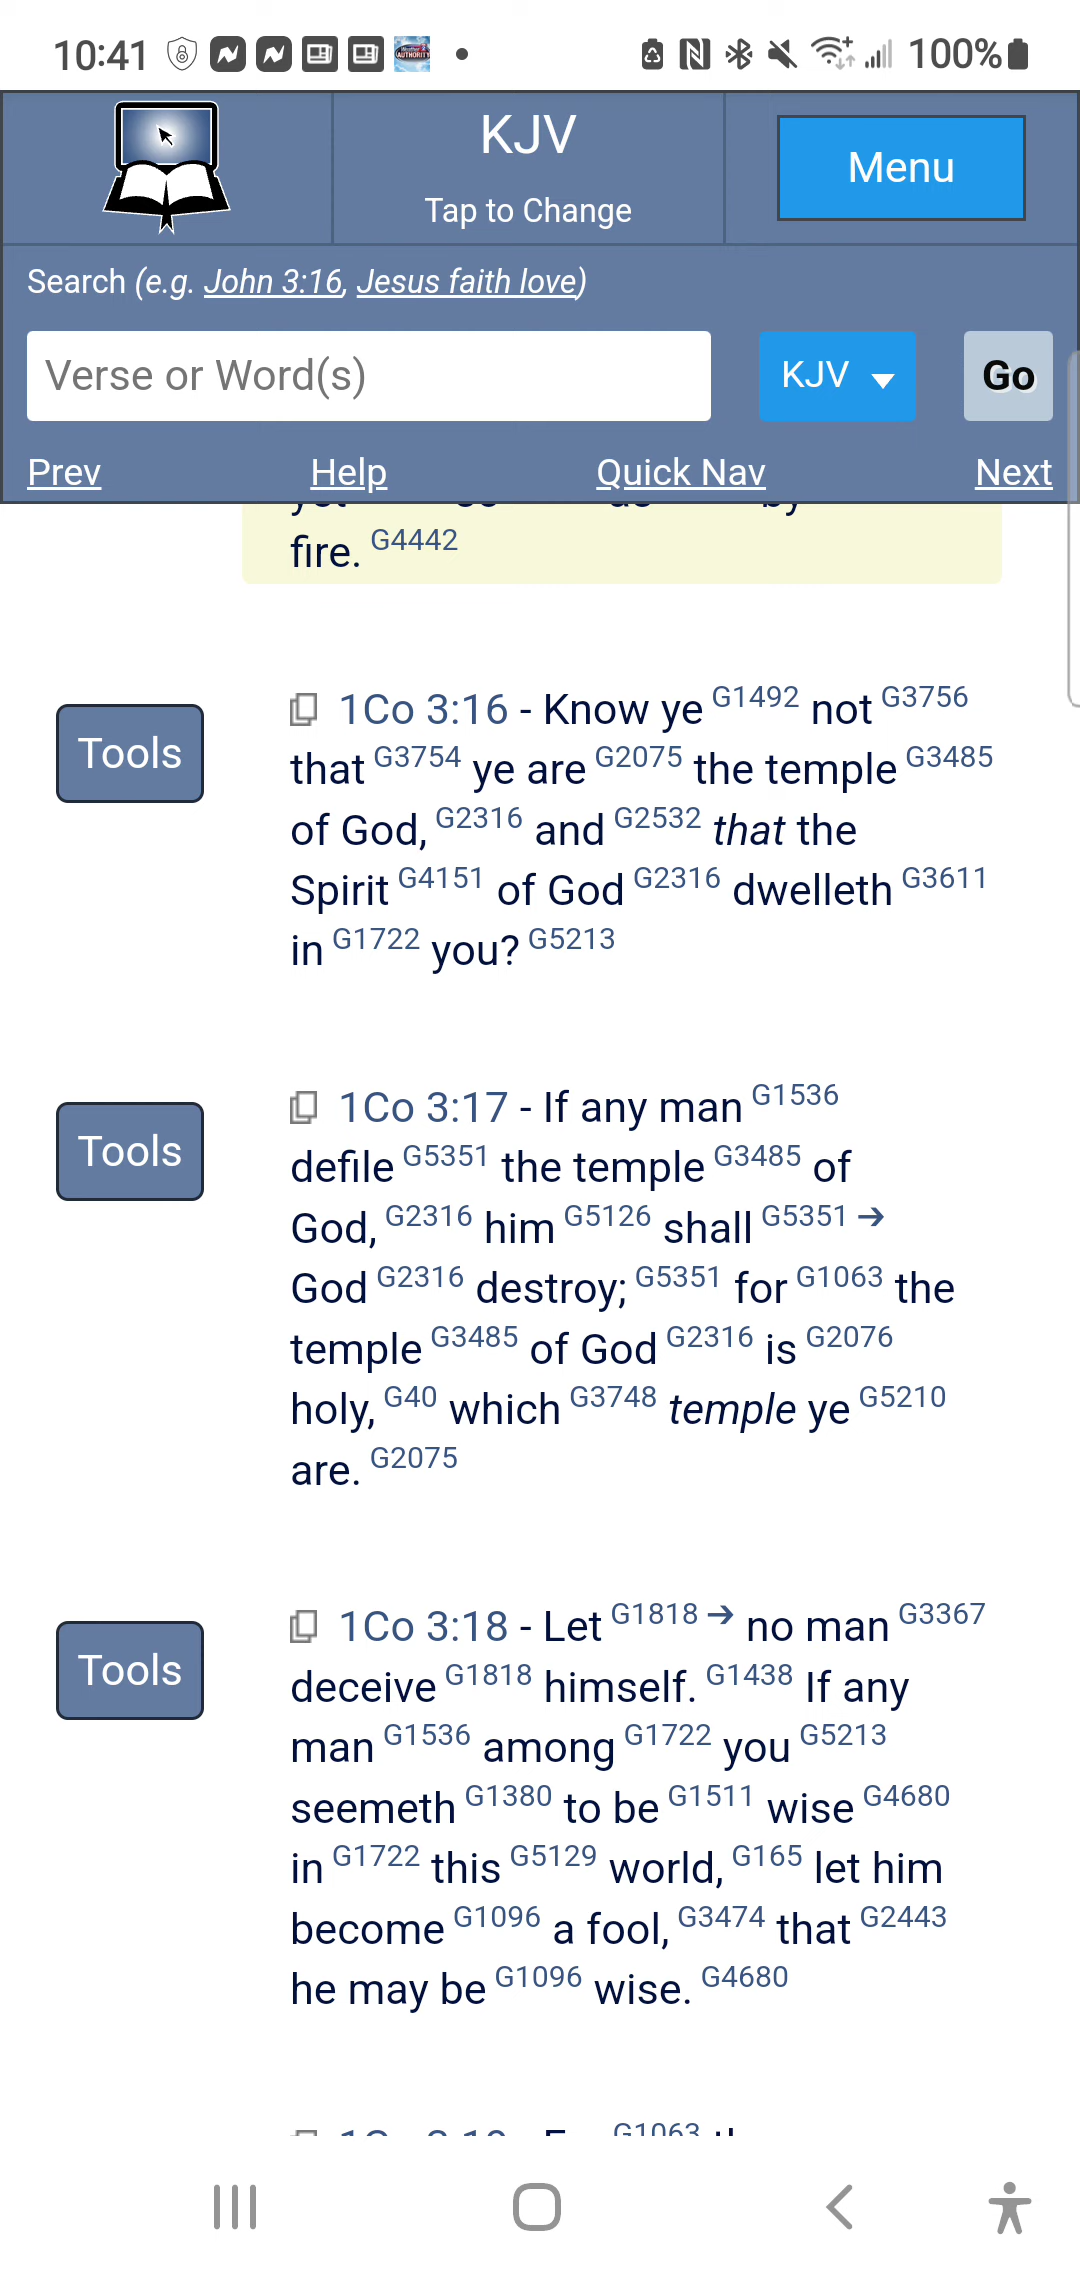 10:41 100%
KJV
Tap to Change
Menu
Search (e.g. John 3:16, Jesus faith love)
Verse or Word(s)
KJV
Go
Prev Help Quick Nav Next
fire. G4442
Tools
1Co 3:16 - Know ye G1492 not G3756
that G3754 ye are G2075 the temple G3485
of God, G2316 and G2532 that the
Spirit G4151 of God G2316 dwelleth G3611
in G1722 you? G5213
Tools
1Co 3:17 - If any man G1536
defile G5351 the temple G3485 of
God, G2316 him G5126 shall G5351 ➔
God G2316 destroy; G5351 for G1063 the
temple G3485 of God G2316 is G2076
holy, G40 which G3748 temple ye G5210
are. G2075
Tools
1Co 3:18 - Let G1818 ➔ no man G3367
deceive G1818 himself. G1438 If any
man G1536 among G1722 you G5213
seemeth G1380 to be G1511 wise G4680
in G1722 this G5129 world, G165 let him
become G1096 a fool, G3474 that G2443
he may be G1096 wise. G4680